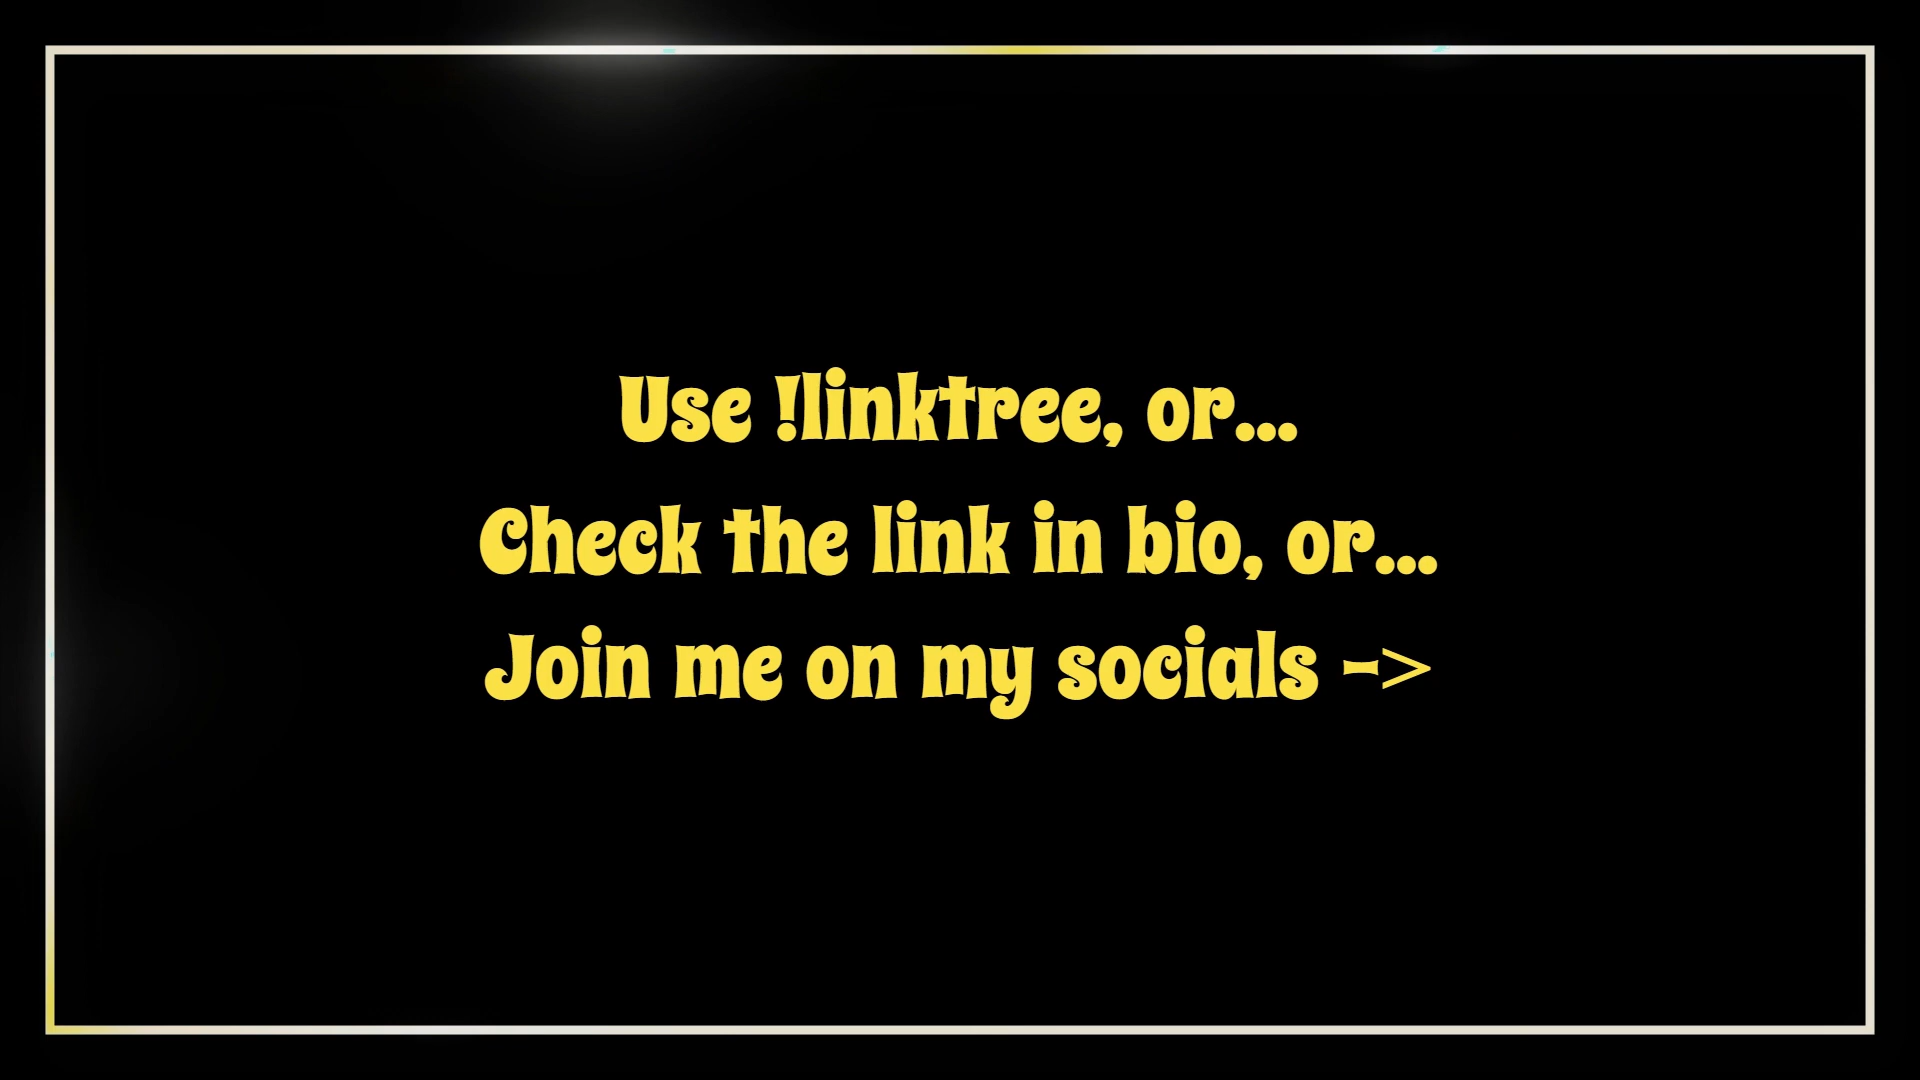 Use !linktree, or...
Check the link in bio, or...
Join me on my socials ->